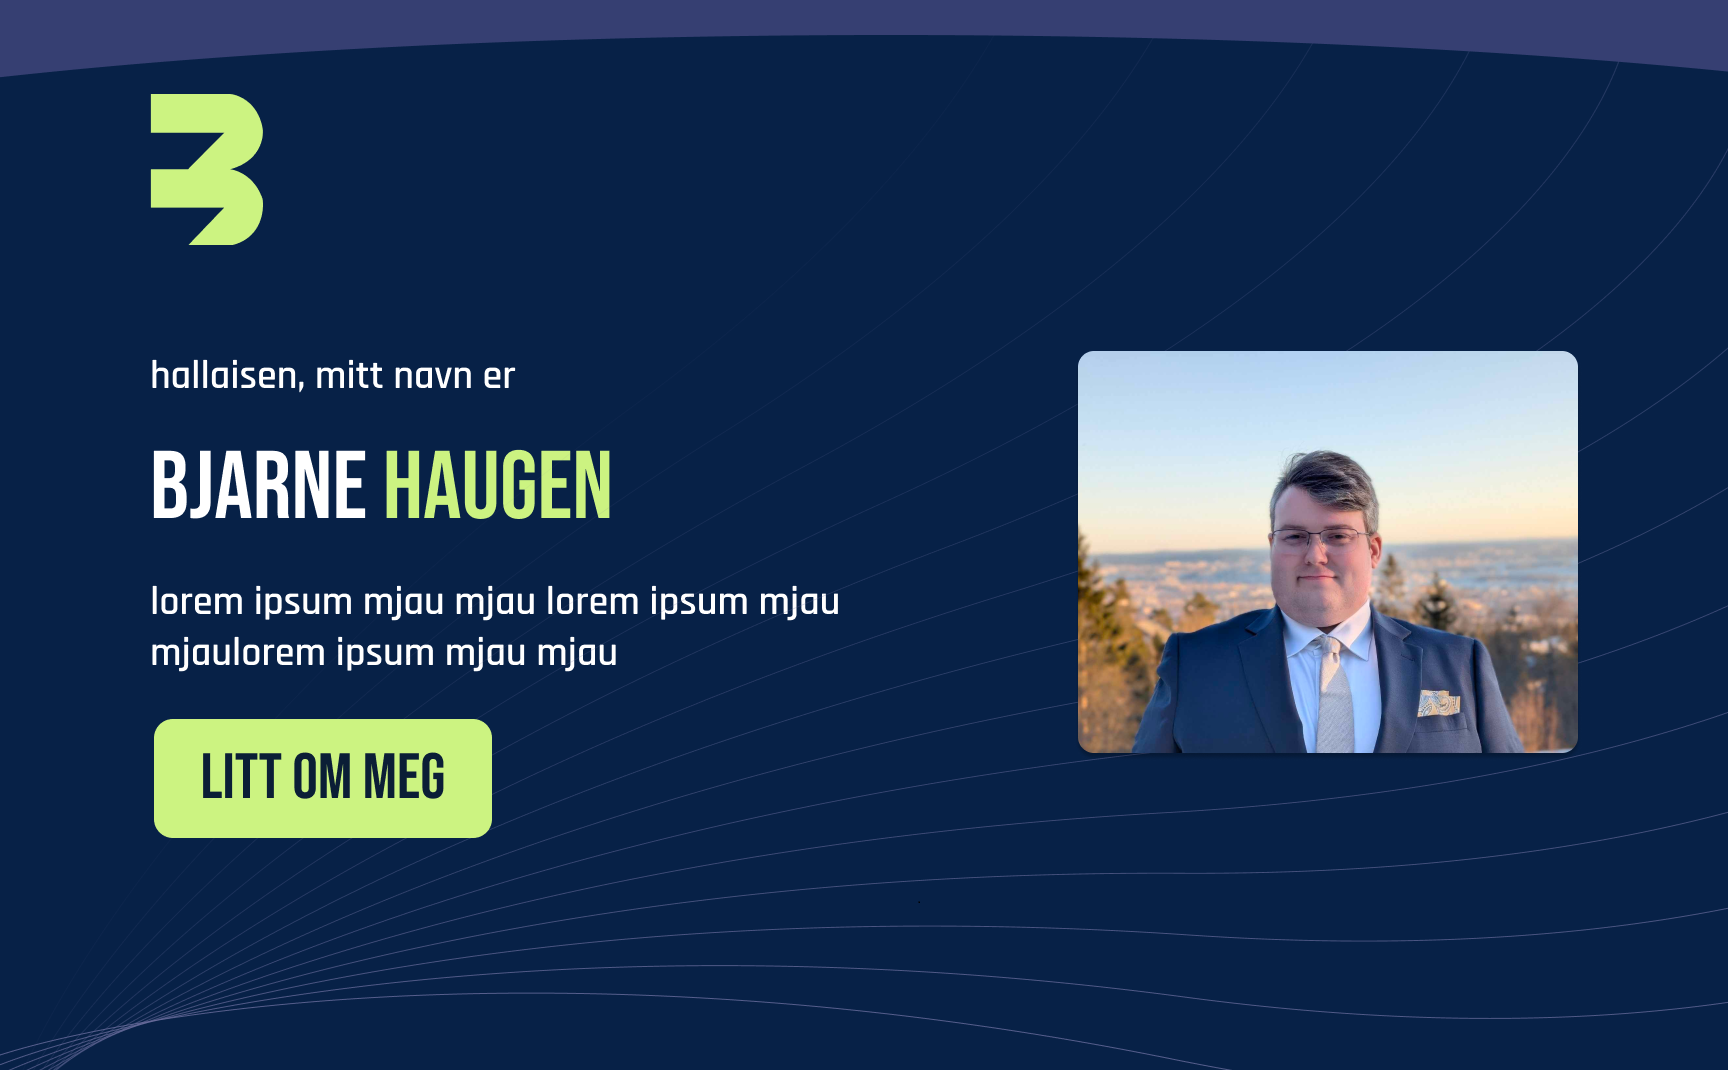 hallaisen, mitt navn er
BJARNE HAUGEN
lorem ipsum mjau mjau lorem ipsum mjau
mjaulorem ipsum mjau mjau
LITT OM MEG